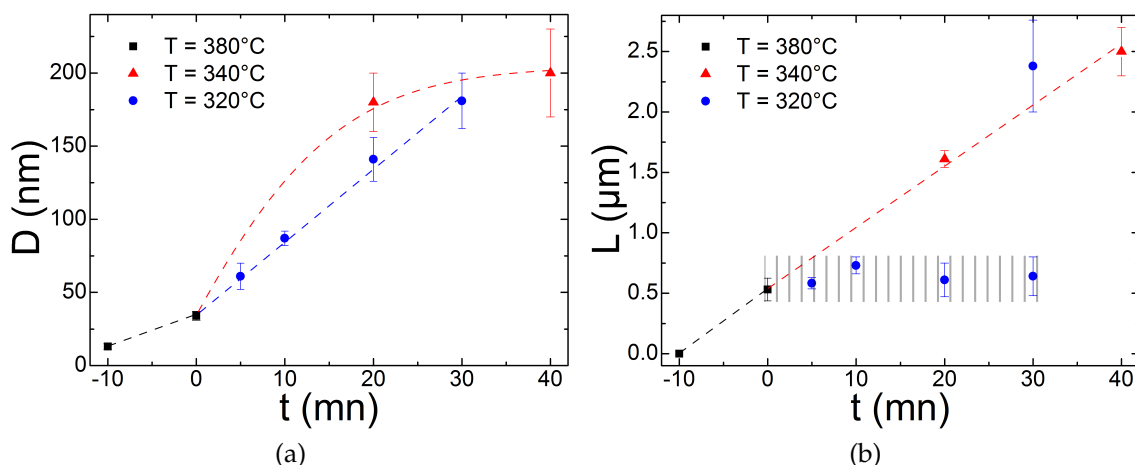 T = 380°C
T = 340°C
T = 320°C
D (nm)
200
150
100
50
0
-10 0 10 20 30 40
t (mn)
(a)
T = 380°C
T = 340°C
T = 320°C
L (μm)
2.5
2.0
1.5
1.0
0.5
0.0
-10 0 10 20 30 40
t (mn)
(b)